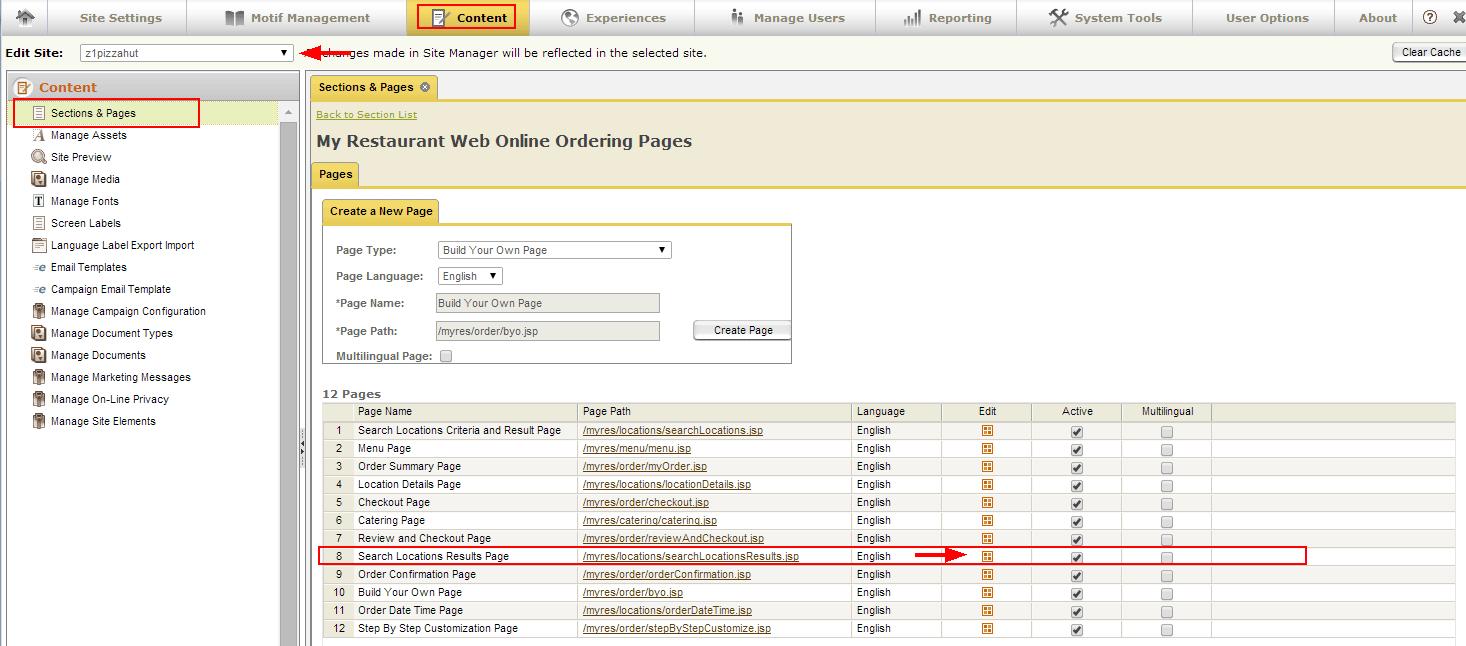 Site Settings Motif Management Content Experiences Manage Users Reporting System Tools User Options About
Edit Site: z1pizzahut changes made in Site Manager will be reflected in the selected site. Clear Cache
Content
Sections & Pages
Manage Assets
Site Preview
Manage Media
Manage Fonts
Screen Labels
Language Label Export Import
Email Templates
Campaign Email Template
Manage Campaign Configuration
Manage Document Types
Manage Documents
Manage Marketing Messages
Manage On-Line Privacy
Manage Site Elements
Sections & Pages
Back to Section List
My Restaurant Web Online Ordering Pages
Pages
Create a New Page
Page Type: Build Your Own Page
Page Language: English
*Page Name: Build Your Own Page
*Page Path: /myres/order/byo.jsp Create Page
Multilingual Page:
12 Pages
Page Name Page Path Language Edit Active Multilingual
1 Search Locations Criteria and Result Page /myres/locations/searchLocations.jsp English
2 Menu Page /myres/menu/menu.jsp English
3 Order Summary Page /myres/order/myOrder.jsp English
4 Location Details Page /myres/locations/locationDetails.jsp English
5 Checkout Page /myres/order/checkout.jsp English
6 Catering Page /myres/catering/catering.jsp English
7 Review and Checkout Page /myres/order/reviewAndCheckout.jsp English
8 Search Locations Results Page /myres/locations/searchLocationsResults.jsp English
9 Order Confirmation Page /myres/order/orderConfirmation.jsp English
10 Build Your Own Page /myres/order/byo.jsp English
11 Order Date Time Page /myres/locations/orderDateTime.jsp English
12 Step By Step Customization Page /myres/order/stepByStepCustomize.jsp English